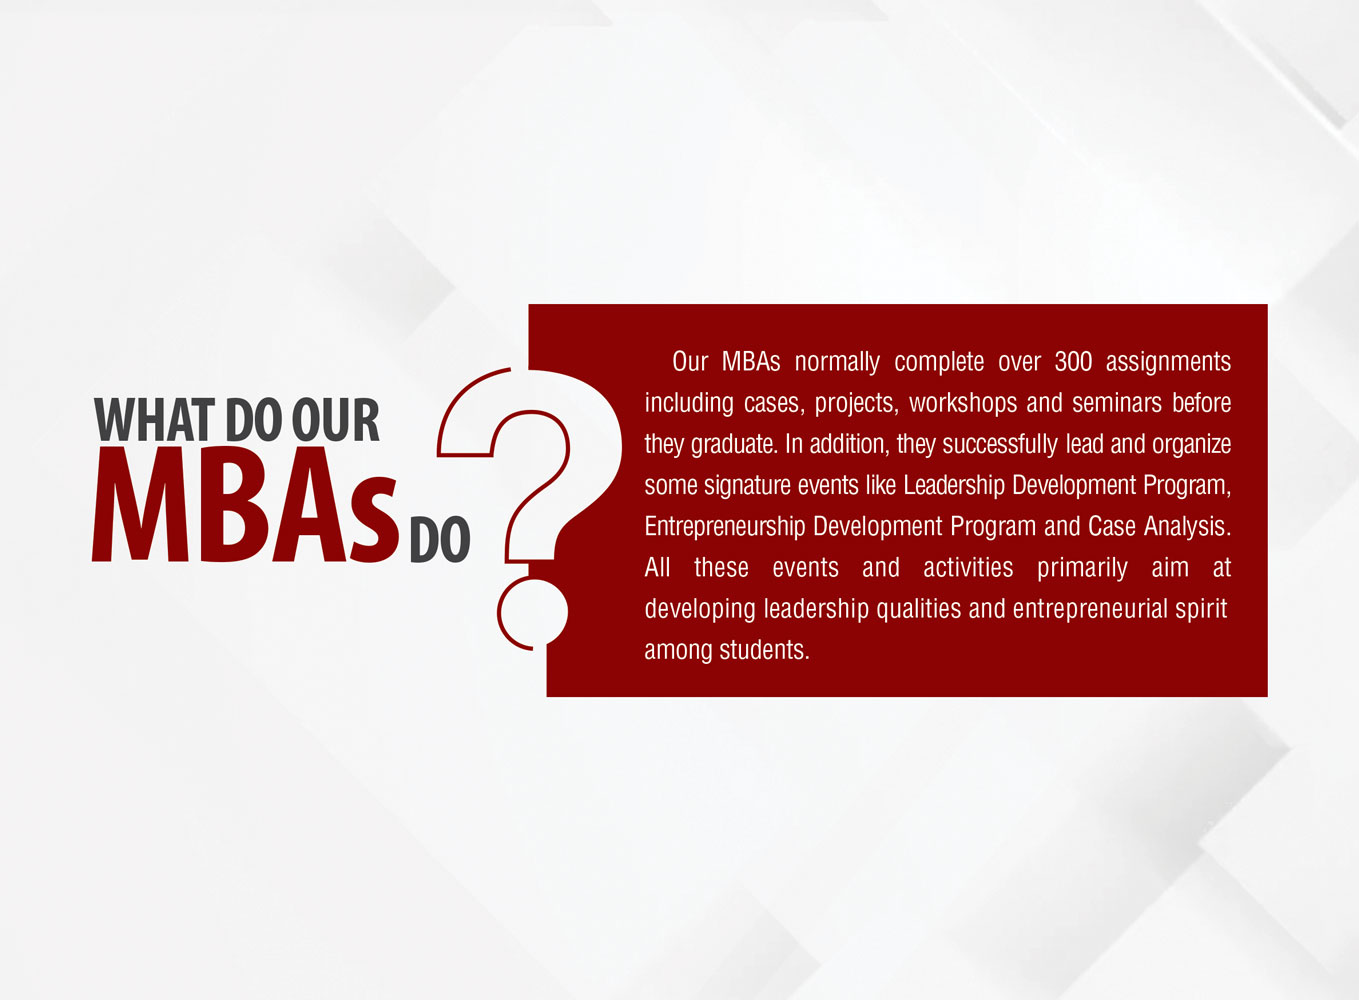 WHAT DO OUR
MBAs DO
?
Our MBAs normally complete over 300 assignments
including cases, projects, workshops and seminars before
they graduate. In addition, they successfully lead and organize
some signature events like Leadership Development Program,
Entrepreneurship Development Program and Case Analysis.
All these events and activities primarily aim at
developing leadership qualities and entrepreneurial spirit
among students.